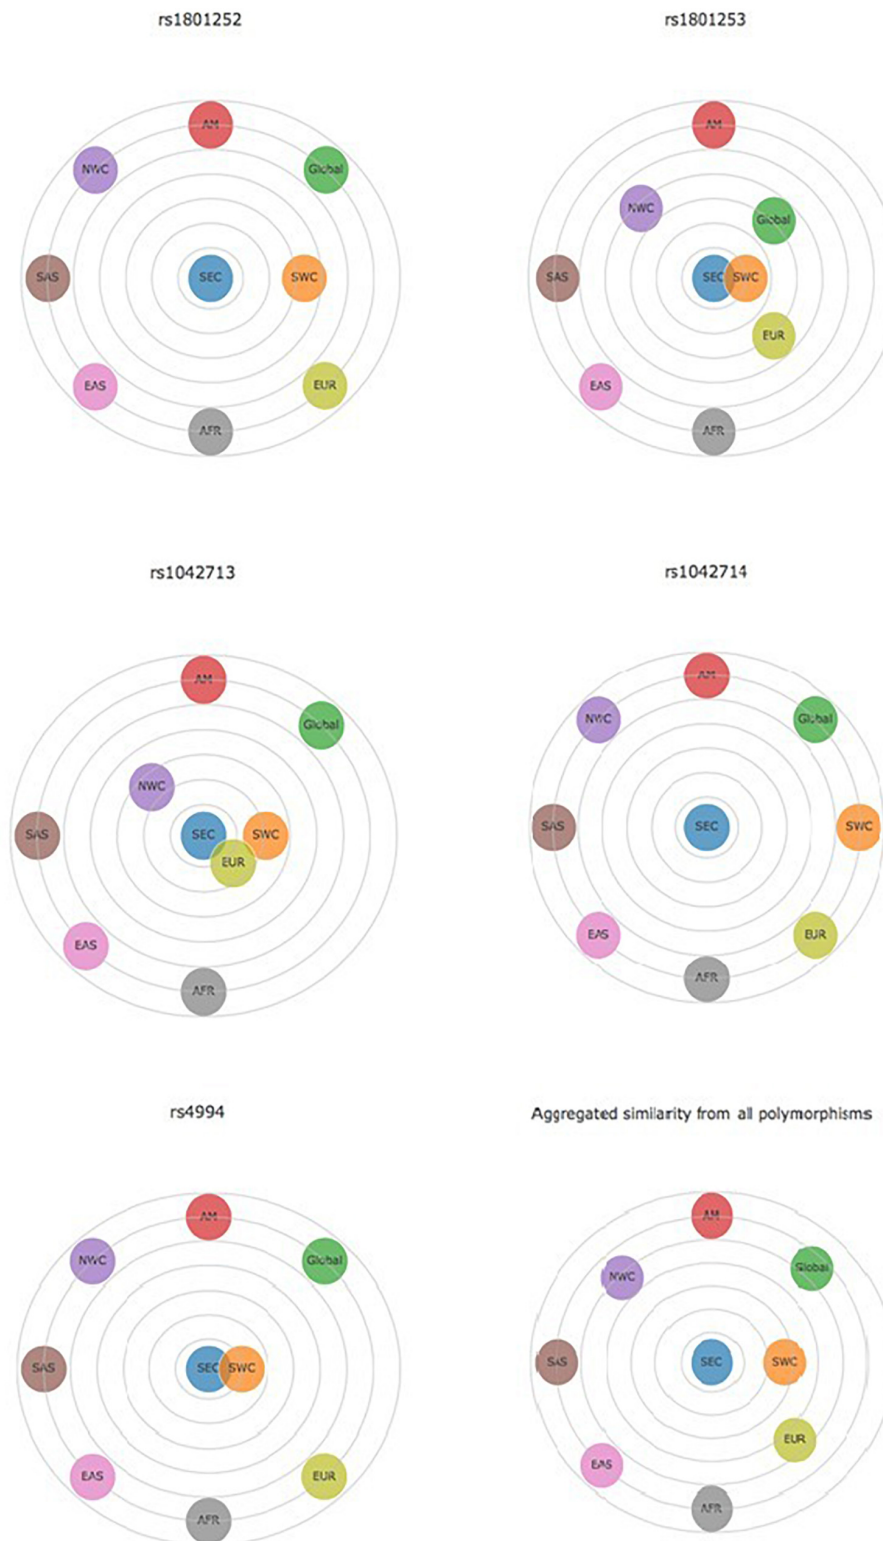 rs1801252
rs1801253
AM
AM
NWC
Global
NWC
Global
SAS
SEC
SWC
SAS
SEC
SWC
EUR
EAS
EUR
EAS
AFR
AFR
rs1042713
rs1042714
AM
AM
Global
NWC
Global
NWC
SAS
SEC
SWC
SAS
SEC
SWC
EUR
EAS
EAS
EUR
AFR
AFR
rs4994
Aggregated similarity from all polymorphisms
AM
AM
NWC
Global
NWC
Global
SAS
SEC
SWC
SAS
SEC
SWC
EUR
EAS
EUR
EAS
AFR
AFR